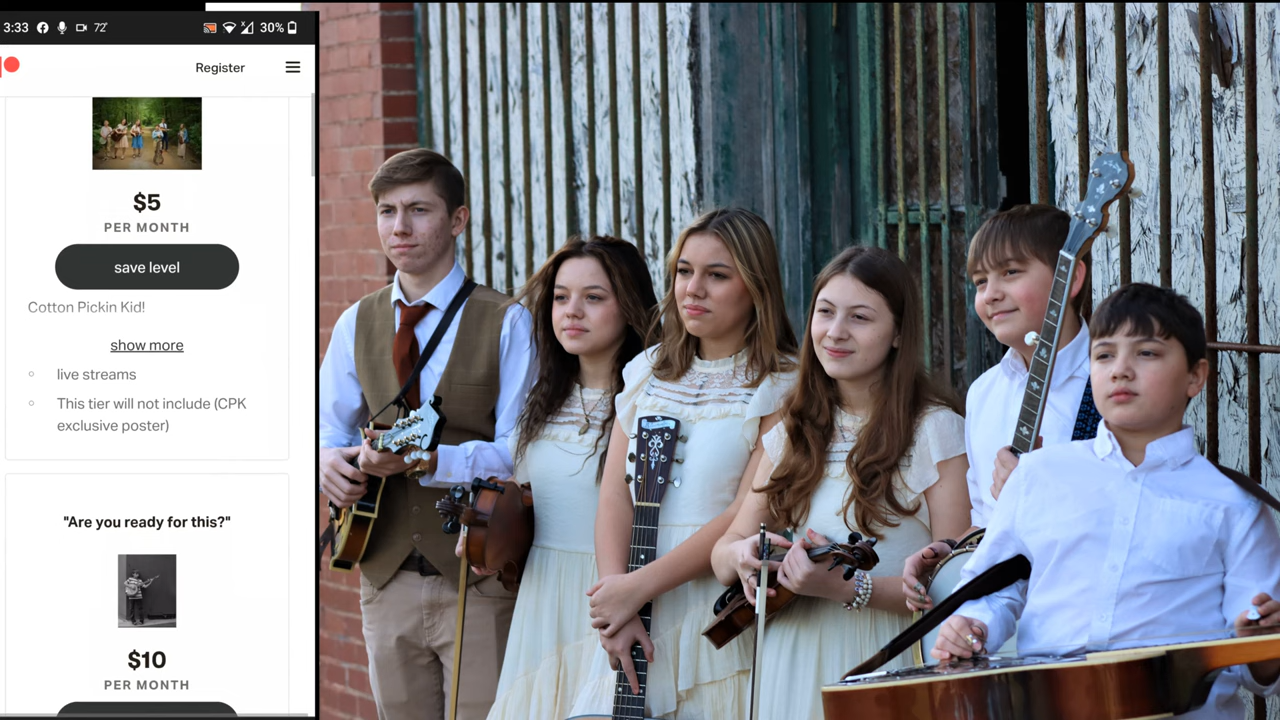 3:33 72° 30%
Register
$5
PER MONTH
save level
Cotton Pickin Kid!
show more
live streams
This tier will not include (CPK
exclusive poster)
"Are you ready for this?"
$10
PER MONTH